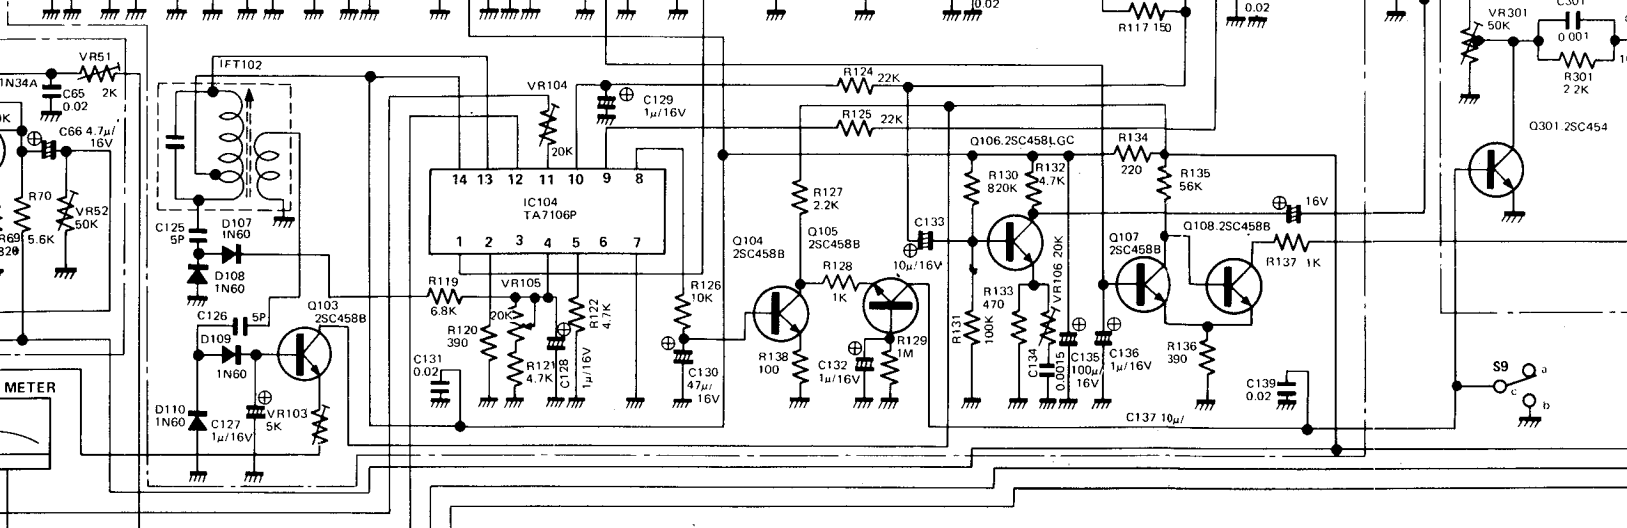 0.02
R117 150
0.02
VR301
50K
C301
0.001
R301
2.2K
VR51
2K
1N34A
C65
0.02
IFT102
VR104
20K
C129
1µ/16V
R124
22K
R125
22K
C66 4.7µ/
16V
Q301.2SC454
Q106.2SC458LGC
R134
220
R130
820K
R132
4.7K
R135
56K
14 13 12 11 10 9 8
IC104
TA7106P
1 2 3 4 5 6 7
R70
5.6K
VR52
50K
R69
820
R127
2.2K
C125
5P
D107
1N60
D108
1N60
Q105
2SC458B
Q104
2SC458B
C133
10µ/16V
16V
Q108.2SC458B
Q107
2SC458B
R137 1K
R119
6.8K
VR105
20K
R122
4.7K
R126
10K
R128
1K
R133
470
VR106 20K
R131
100K
C126 5P
Q103
2SC458B
D109
1N60
R120
390
R121
4.7K
C128
1µ/16V
C131
0.02
R138
100
C132
1µ/16V
R129
1M
C130
47µ/
16V
C134
0.0015
C135
100µ/
16V
C136
1µ/16V
R136
390
C139
0.02
METER
D110
1N60
C127
1µ/16V
VR103
5K
C137 10µ/
S9
a
c
b